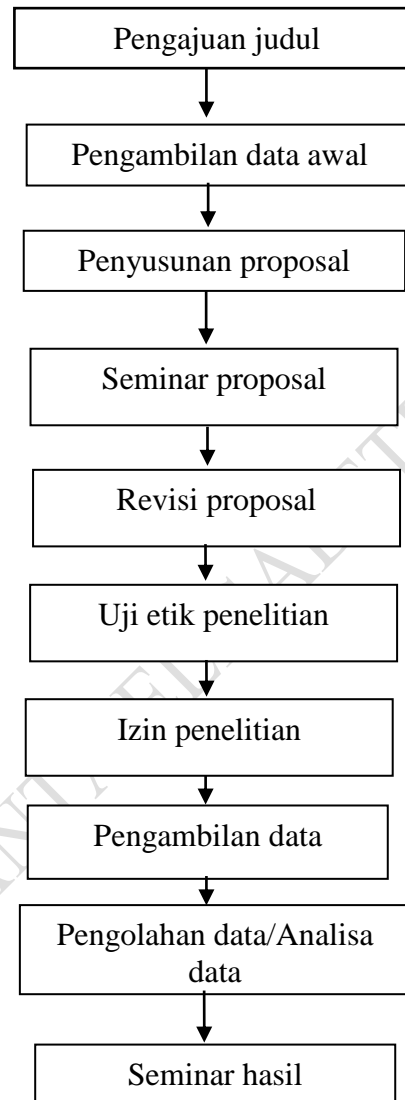 Pengajuan judul
Pengambilan data awal
Penyusunan proposal
Seminar proposal
Revisi proposal
Uji etik penelitian
Izin penelitian
Pengambilan data
Pengolahan data/Analisa
data
Seminar hasil